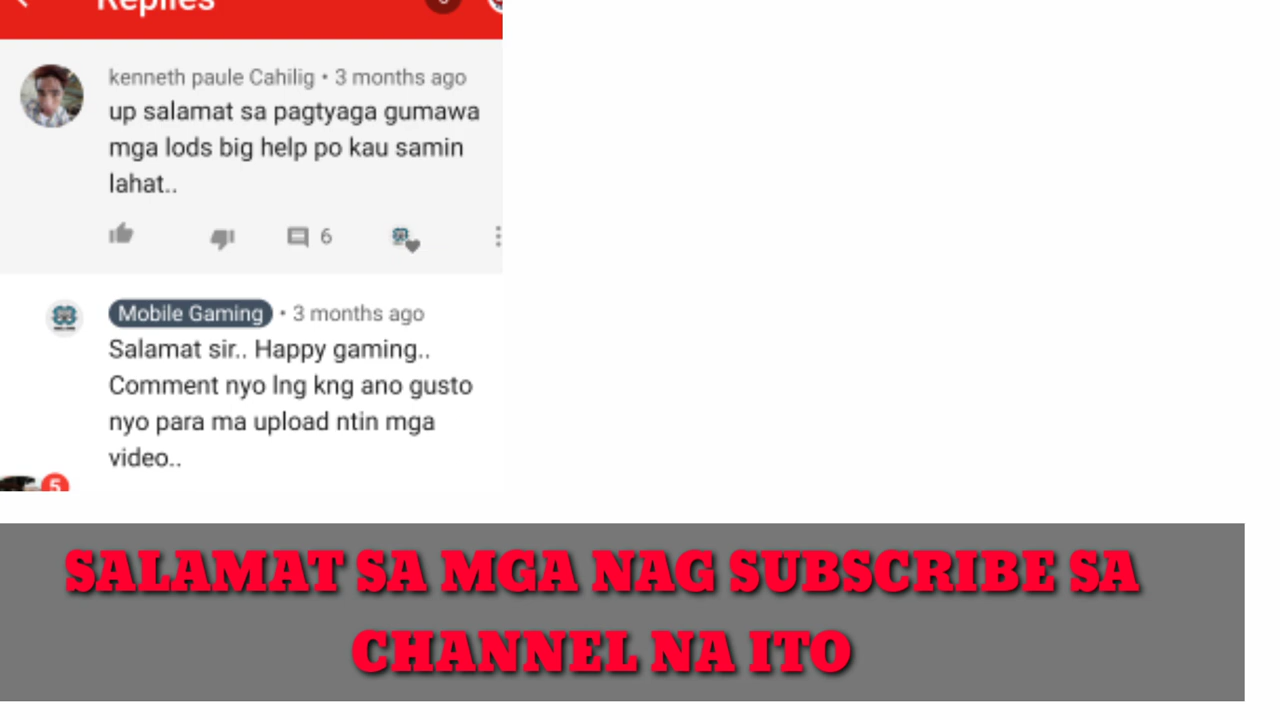 Replies
kenneth paule Cahilig • 3 months ago
up salamat sa pagtyaga gumawa
mga lods big help po kau samin
lahat..
6
Mobile Gaming • 3 months ago
Salamat sir.. Happy gaming..
Comment nyo lng kng ano gusto
nyo para ma upload ntin mga
video..
5
SALAMAT SA MGA NAG SUBSCRIBE SA
CHANNEL NA ITO